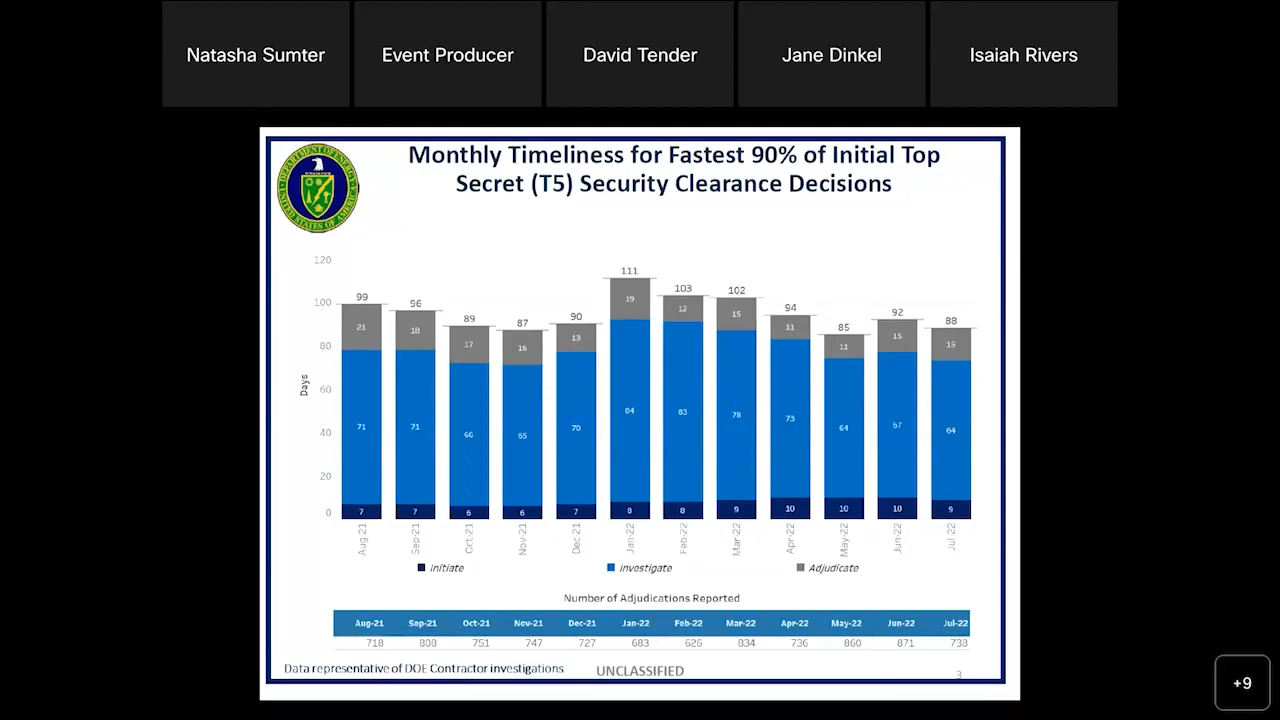 Natasha Sumter
Event Producer
David Tender
Jane Dinkel
Isaiah Rivers
DEPARTMENT OF ENERGY
UNITED STATES OF AMERICA
Monthly Timeliness for Fastest 90% of Initial Top
Secret (T5) Security Clearance Decisions
Days
120
100
80
60
40
20
0
99 96 89 87 90 111 103 102 94 85 92 88
21 18 17 16 13 19 12 15 11 11 15 15
71 71 66 65 70 84 83 78 73 64 67 64
7 7 6 6 7 8 8 9 10 10 10 9
Aug-21 Sep-21 Oct-21 Nov-21 Dec-21 Jan-22 Feb-22 Mar-22 Apr-22 May-22 Jun-22 Jul-22
Initiate Investigate Adjudicate
Number of Adjudications Reported
Aug-21 Sep-21 Oct-21 Nov-21 Dec-21 Jan-22 Feb-22 Mar-22 Apr-22 May-22 Jun-22 Jul-22
718 808 751 747 727 683 626 834 736 860 871 738
Data representative of DOE Contractor investigations
UNCLASSIFIED
3
+9